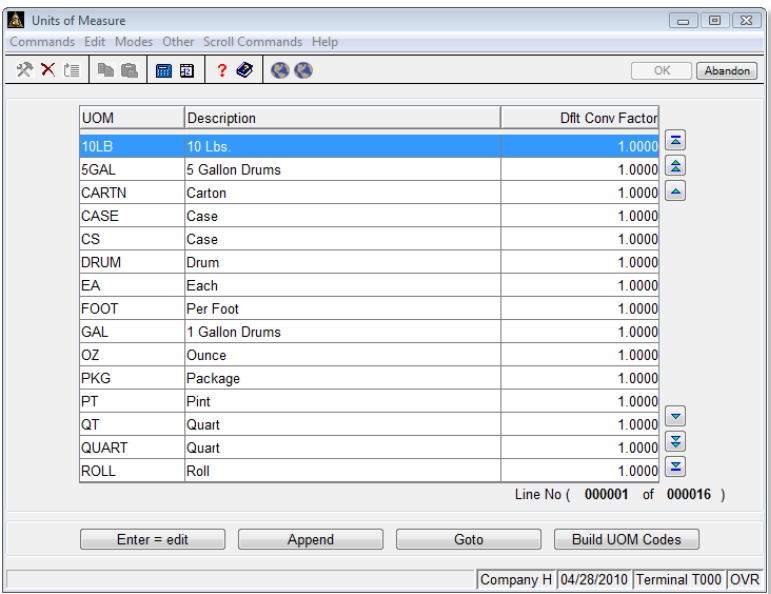 Units of Measure
Commands Edit Modes Other Scroll Commands Help
OK Abandon
UOM Description Dflt Conv Factor
10LB 10 Lbs. 1.0000
5GAL 5 Gallon Drums 1.0000
CARTN Carton 1.0000
CASE Case 1.0000
CS Case 1.0000
DRUM Drum 1.0000
EA Each 1.0000
FOOT Per Foot 1.0000
GAL 1 Gallon Drums 1.0000
OZ Ounce 1.0000
PKG Package 1.0000
PT Pint 1.0000
QT Quart 1.0000
QUART Quart 1.0000
ROLL Roll 1.0000
Line No ( 000001 of 000016 )
Enter = edit Append Goto Build UOM Codes
Company H 04/28/2010 Terminal T000 OVR